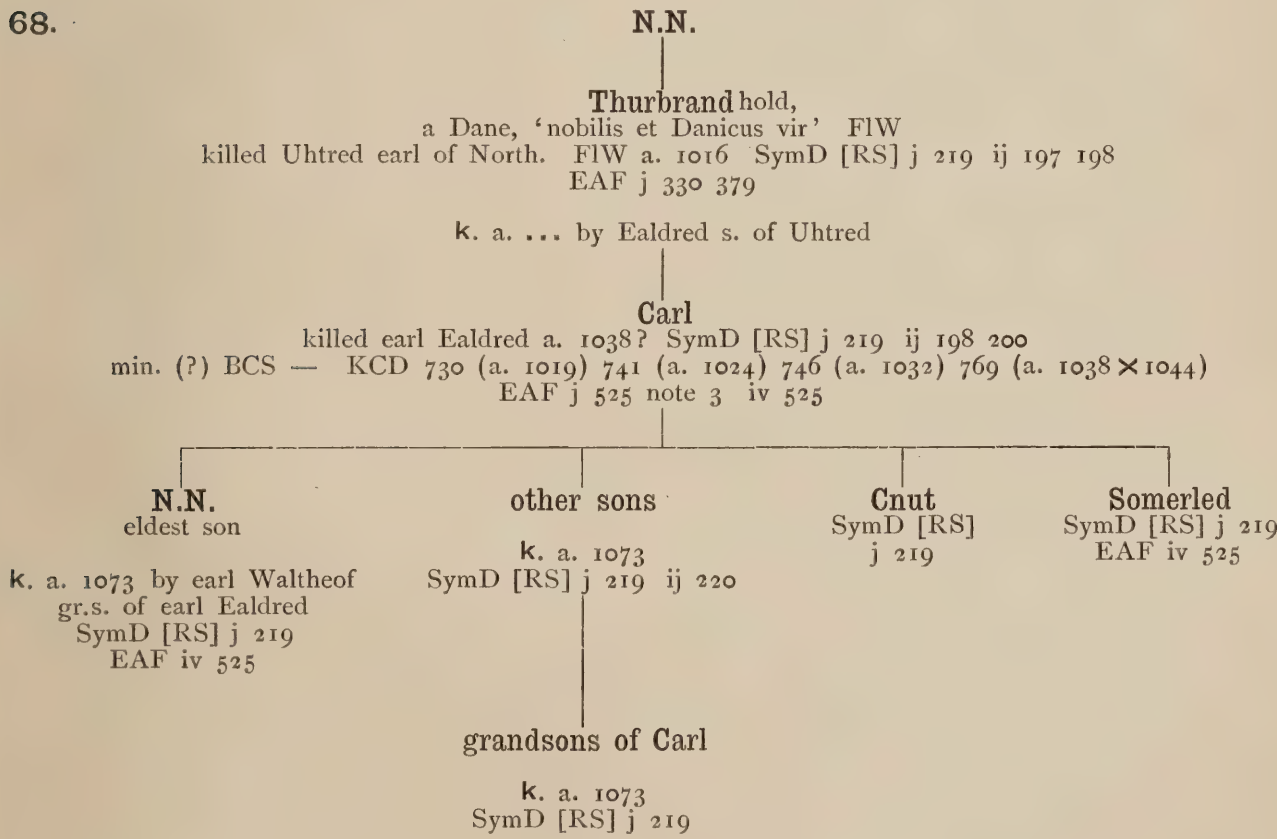 68.
N.N.
Thurbrand hold,
a Dane, ‘nobilis et Danicus vir’ FlW
killed Uhtred earl of North. FlW a. 1016 SymD [RS] j 219 ij 197 198
EAF j 330 379
k. a. ... by Ealdred s. of Uhtred
Carl
killed earl Ealdred a. 1038? SymD [RS] j 219 ij 198 200
min. (?) BCS — KCD 730 (a. 1019) 741 (a. 1024) 746 (a. 1032) 769 (a. 1038 × 1044)
EAF j 525 note 3 iv 525
N.N.
eldest son
k. a. 1073 by earl Waltheof
gr.s. of earl Ealdred
SymD [RS] j 219
EAF iv 525
other sons
k. a. 1073
SymD [RS] j 219 ij 220
grandsons of Carl
k. a. 1073
SymD [RS] j 219
Cnut
SymD [RS]
j 219
Somerled
SymD [RS] j 219
EAF iv 525